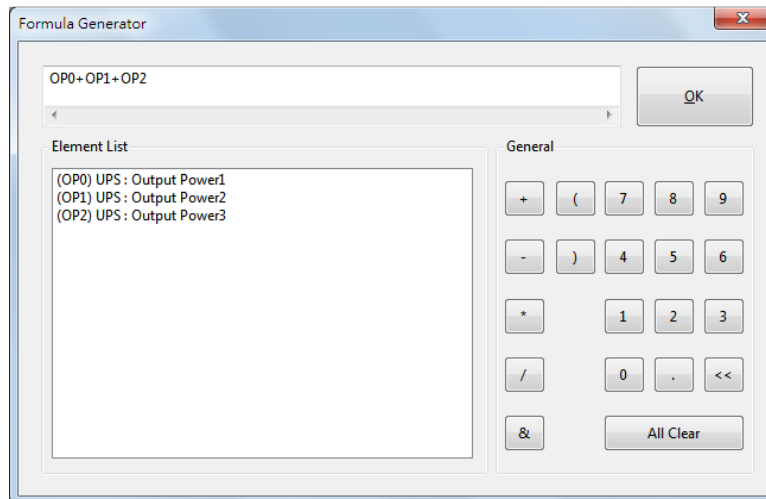 Formula Generator
x
OP0+OP1+OP2
OK
Element List
(OP0) UPS : Output Power1
(OP1) UPS : Output Power2
(OP2) UPS : Output Power3
General
+ ( 7 8 9
- ) 4 5 6
* 1 2 3
/ 0 . <<
& All Clear